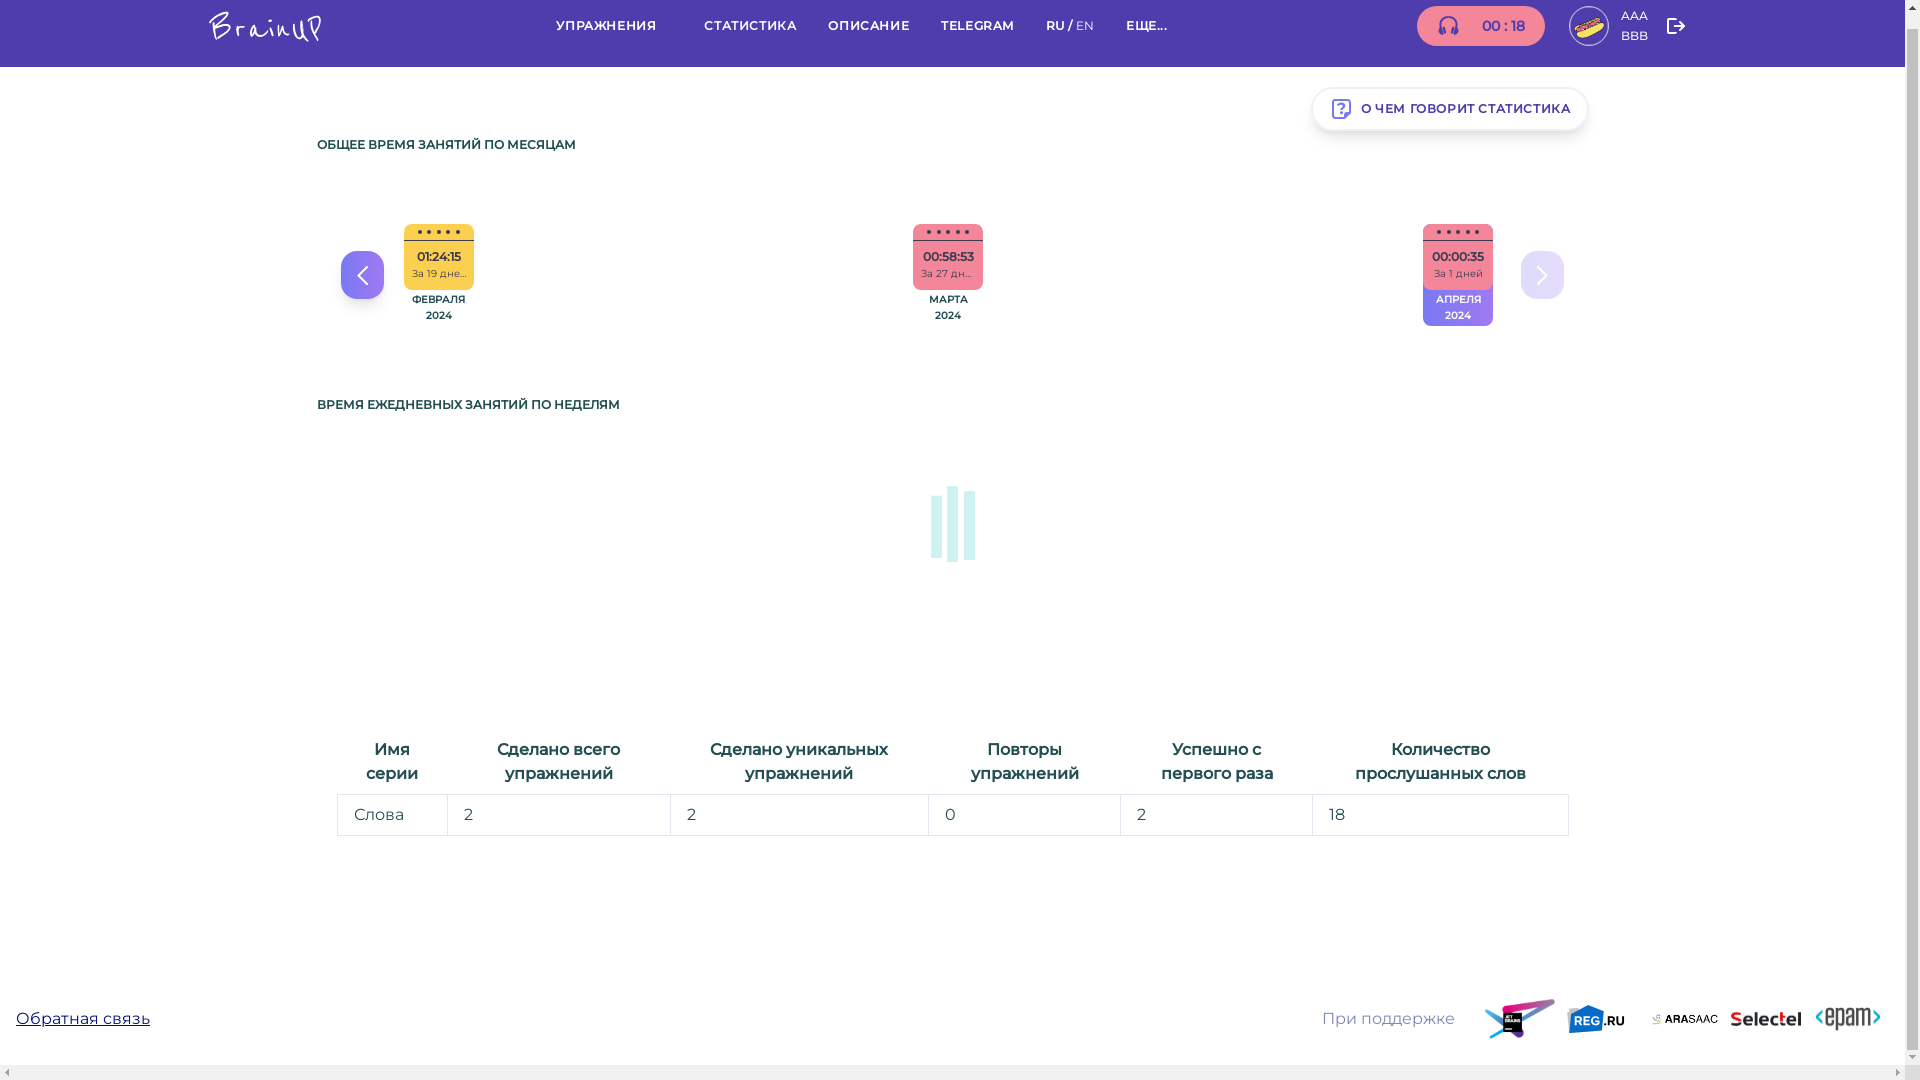 BrainUP
УПРАЖНЕНИЯ СТАТИСТИКА ОПИСАНИЕ TELEGRAM RU / EN ЕЩЕ... 00 : 18 AAA
BBB
О ЧЕМ ГОВОРИТ СТАТИСТИКА
ОБЩЕЕ ВРЕМЯ ЗАНЯТИЙ ПО МЕСЯЦАМ
01:24:15
За 19 дне...
ФЕВРАЛЯ
2024
00:58:53
За 27 дн...
МАРТА
2024
00:00:35
За 1 дней
АПРЕЛЯ
2024
ВРЕМЯ ЕЖЕДНЕВНЫХ ЗАНЯТИЙ ПО НЕДЕЛЯМ
Имя серии Сделано всего упражнений Сделано уникальных упражнений Повторы упражнений Успешно с первого раза Количество прослушанных слов
Слова 2 2 0 2 18
Обратная связь
При поддержке JET BRAINS REG.RU ARASAAC Selectel <epam>